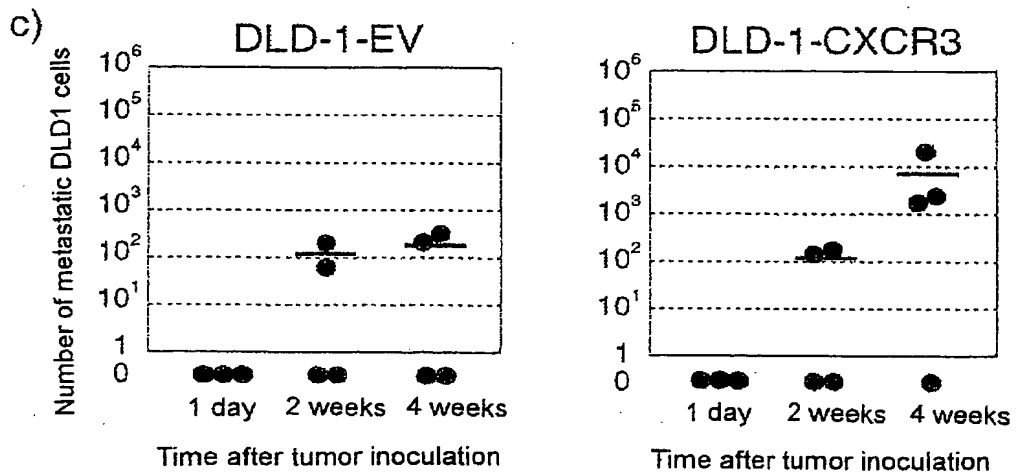 c)
DLD-1-EV
Number of metastatic DLD1 cells
10⁶
10⁵
10⁴
10³
10²
10¹
1
0
1 day 2 weeks 4 weeks
Time after tumor inoculation
DLD-1-CXCR3
10⁶
10⁵
10⁴
10³
10²
10¹
1
0
1 day 2 weeks 4 weeks
Time after tumor inoculation